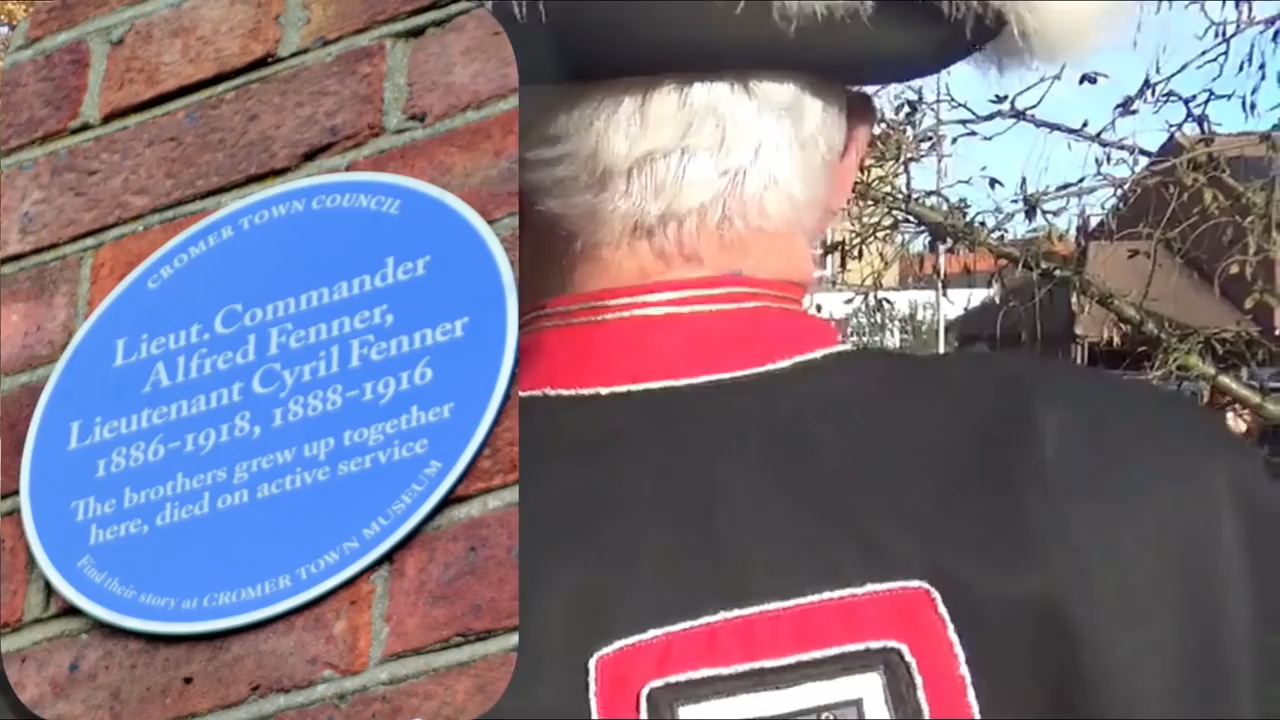 CROMER TOWN COUNCIL
Lieut. Commander
Alfred Fenner,
Lieutenant Cyril Fenner
1886-1918, 1888-1916
The brothers grew up together
here, died on active service
Find their story at CROMER TOWN MUSEUM